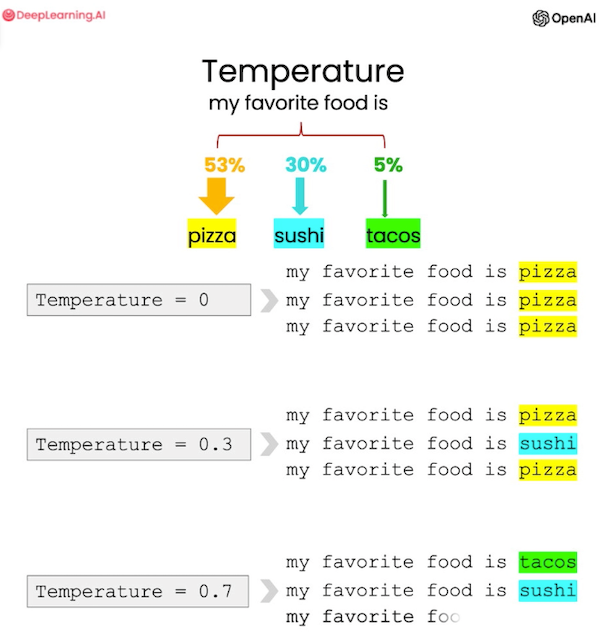 DeepLearning.AI
OpenAI
Temperature
my favorite food is
53% 30% 5%
pizza sushi tacos
Temperature = 0
my favorite food is pizza
my favorite food is pizza
my favorite food is pizza
Temperature = 0.3
my favorite food is pizza
my favorite food is sushi
my favorite food is pizza
Temperature = 0.7
my favorite food is tacos
my favorite food is sushi
my favorite foo